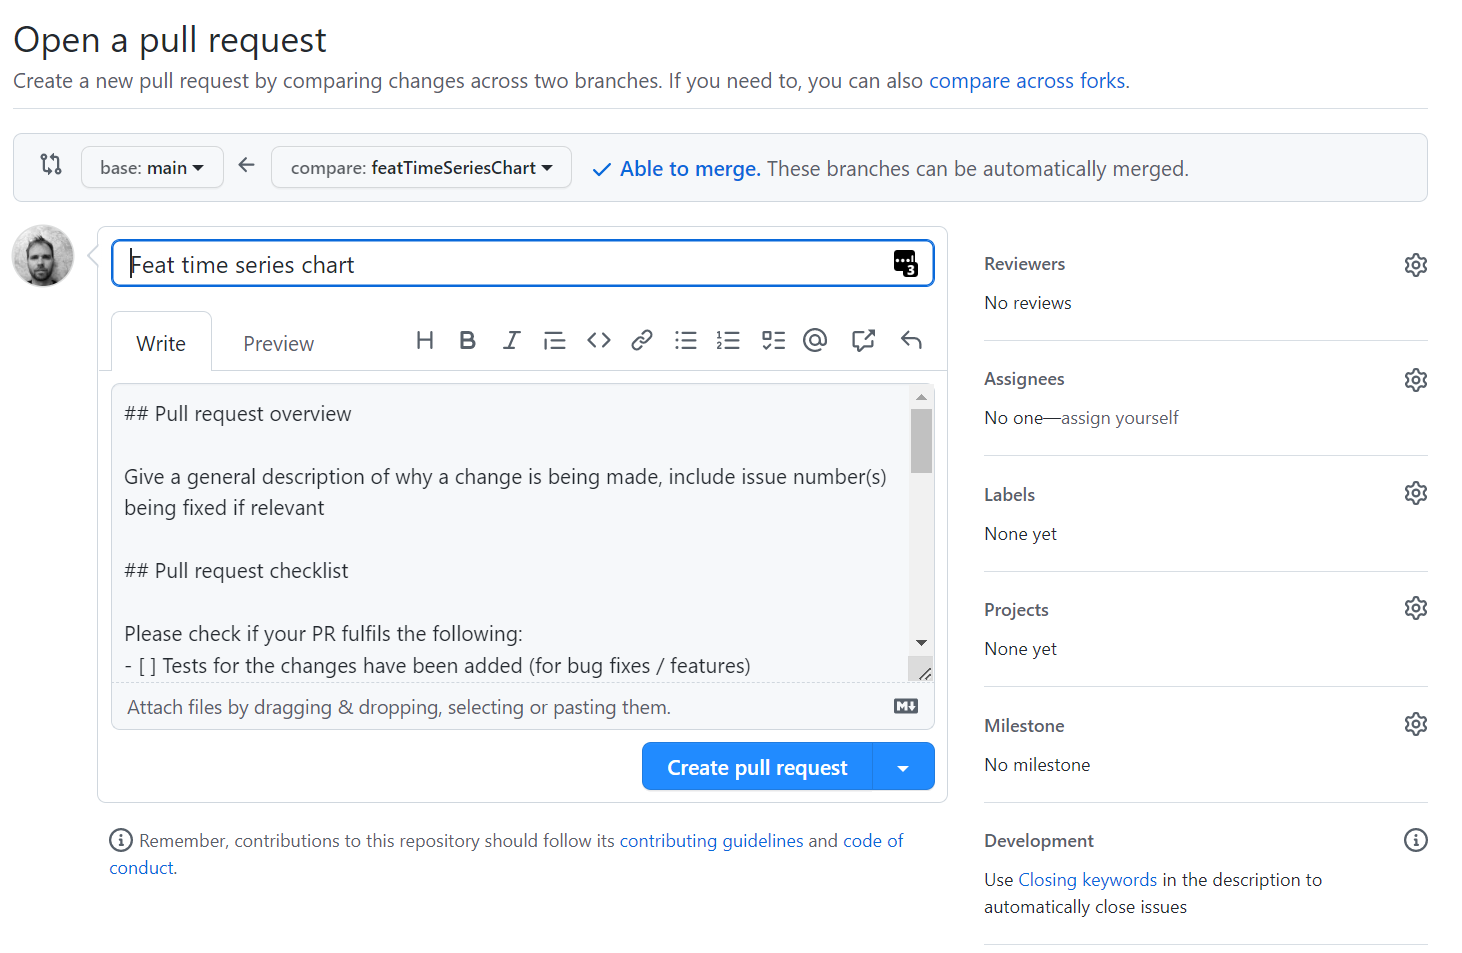 Open a pull request
Create a new pull request by comparing changes across two branches. If you need to, you can also compare across forks.
base: main
compare: featTimeSeriesChart
Able to merge. These branches can be automatically merged.
Feat time series chart
3
Write
Preview
H B I
## Pull request overview
Give a general description of why a change is being made, include issue number(s)
being fixed if relevant
## Pull request checklist
Please check if your PR fulfils the following:
- [ ] Tests for the changes have been added (for bug fixes / features)
Attach files by dragging & dropping, selecting or pasting them.
M↓
Create pull request
Remember, contributions to this repository should follow its contributing guidelines and code of
conduct.
Reviewers
No reviews
Assignees
No one—assign yourself
Labels
None yet
Projects
None yet
Milestone
No milestone
Development
Use Closing keywords in the description to
automatically close issues